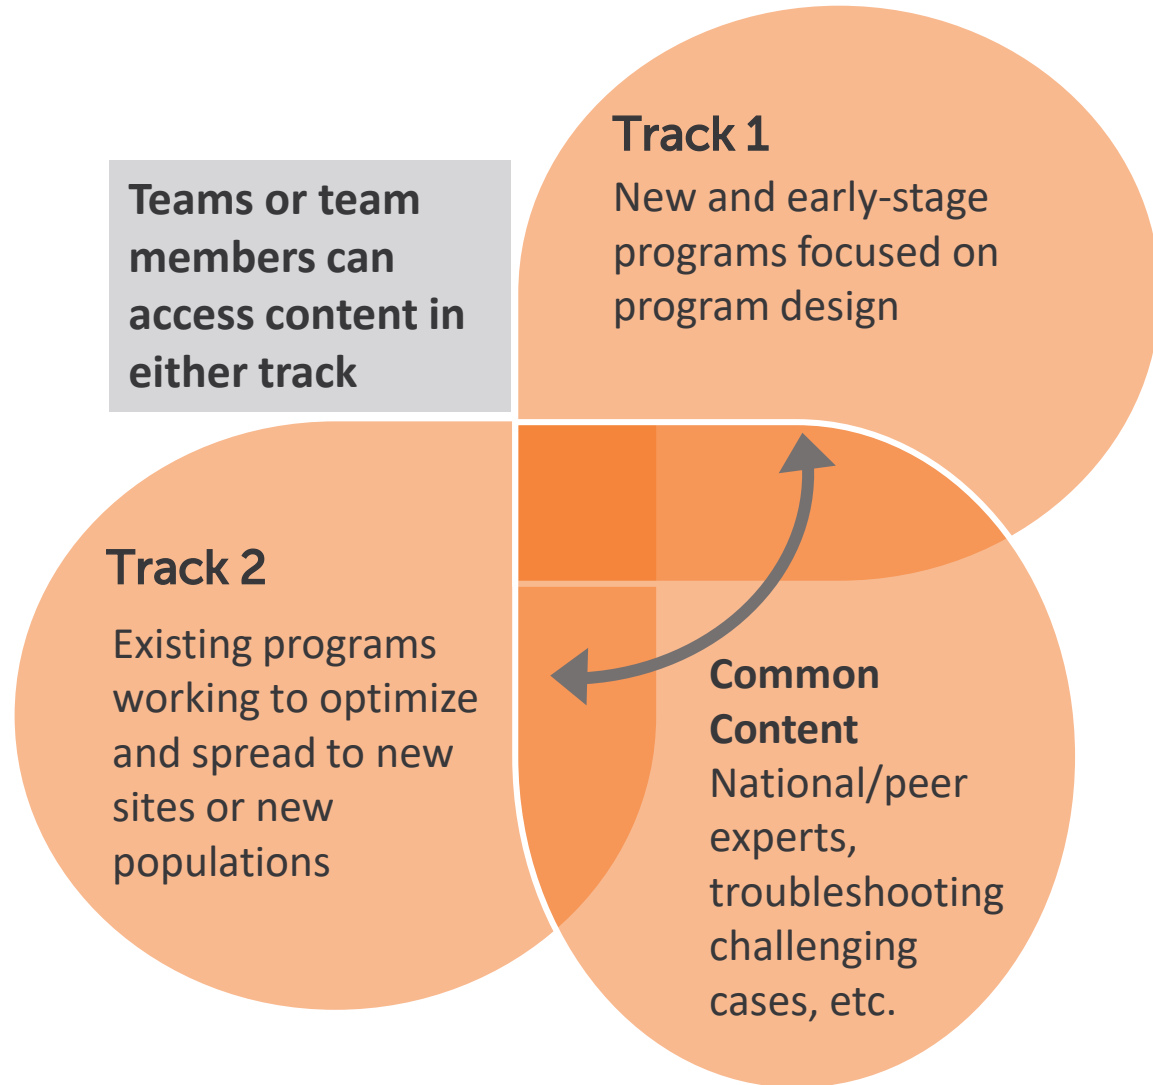 Track 1
New and early-stage
programs focused on
program design
Teams or team
members can
access content in
either track
Track 2
Existing programs
working to optimize
and spread to new
sites or new
populations
Common
Content
National/peer
experts,
troubleshooting
challenging
cases, etc.